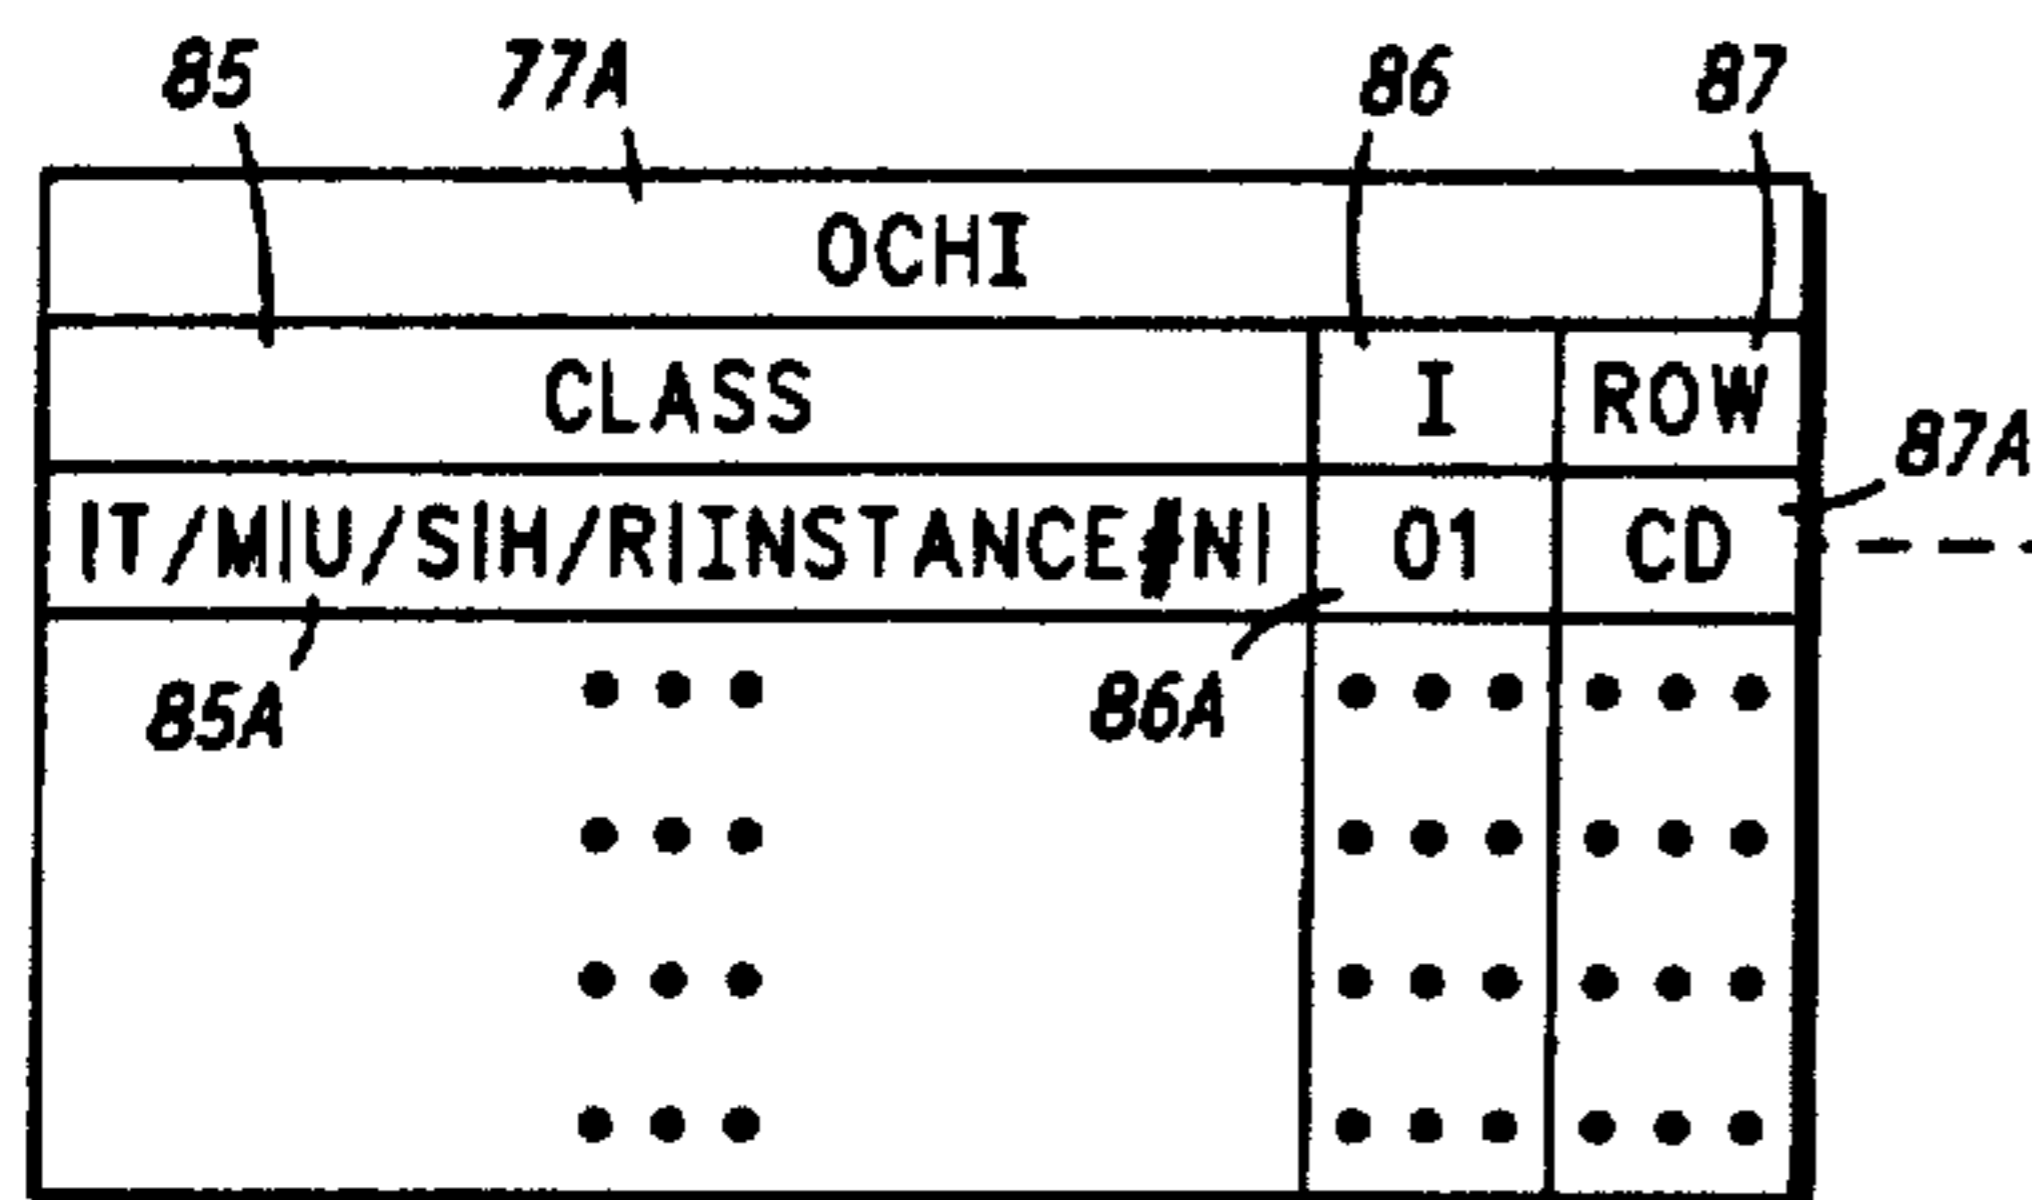 85 77A 86 87
OCHI
CLASS I ROW
87A
|T/M|U/S|H/R|INSTANCE#N| 01 CD
85A 86A